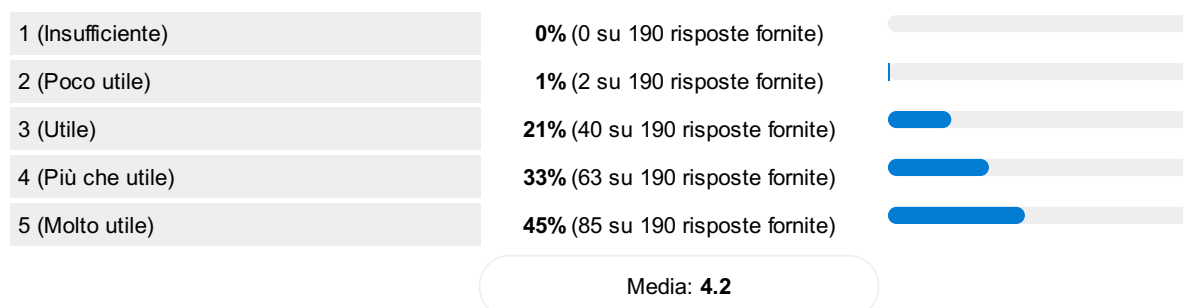 1 (Insufficiente) 0% (0 su 190 risposte fornite)
2 (Poco utile) 1% (2 su 190 risposte fornite)
3 (Utile) 21% (40 su 190 risposte fornite)
4 (Più che utile) 33% (63 su 190 risposte fornite)
5 (Molto utile) 45% (85 su 190 risposte fornite)
Media: 4.2